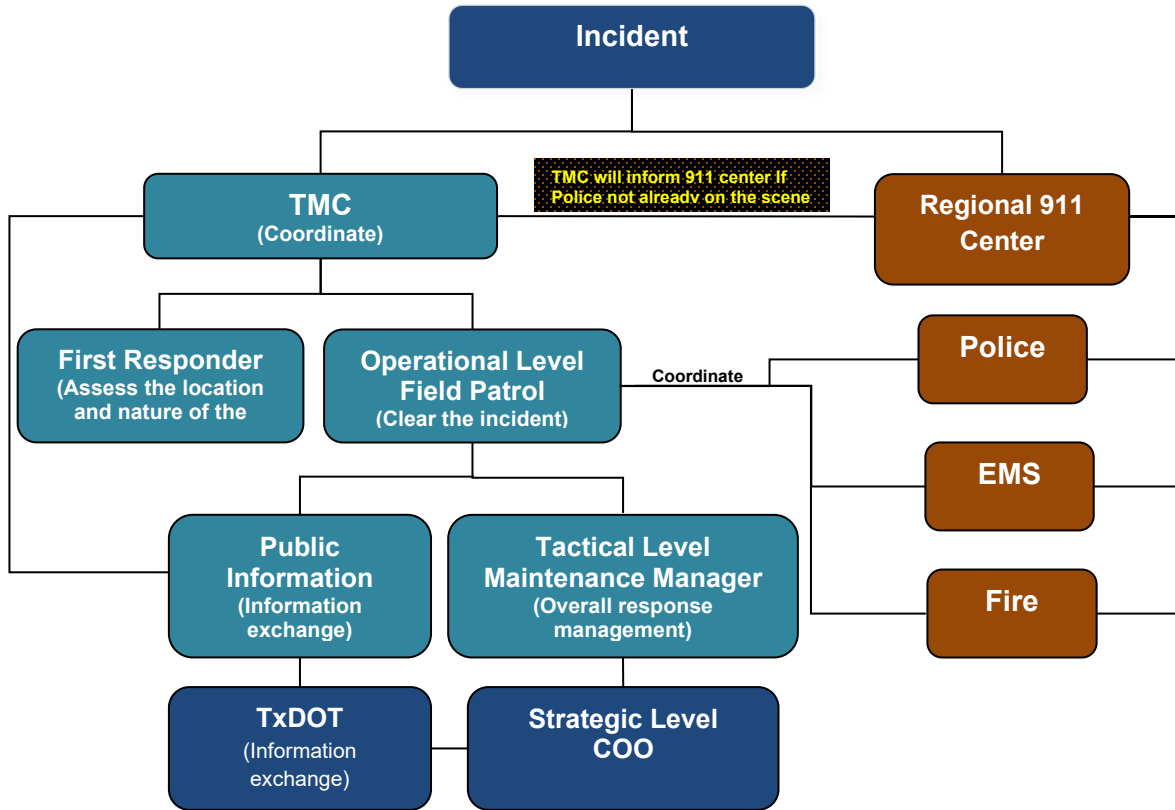 Incident
TMC will inform 911 center If
Police not already on the scene
TMC
(Coordinate)
Regional 911
Center
First Responder
(Assess the location
and nature of the
Operational Level
Field Patrol
(Clear the incident)
Coordinate
Police
EMS
Public
Information
(Information
exchange)
Tactical Level
Maintenance Manager
(Overall response
management)
Fire
TxDOT
(Information
exchange)
Strategic Level
COO